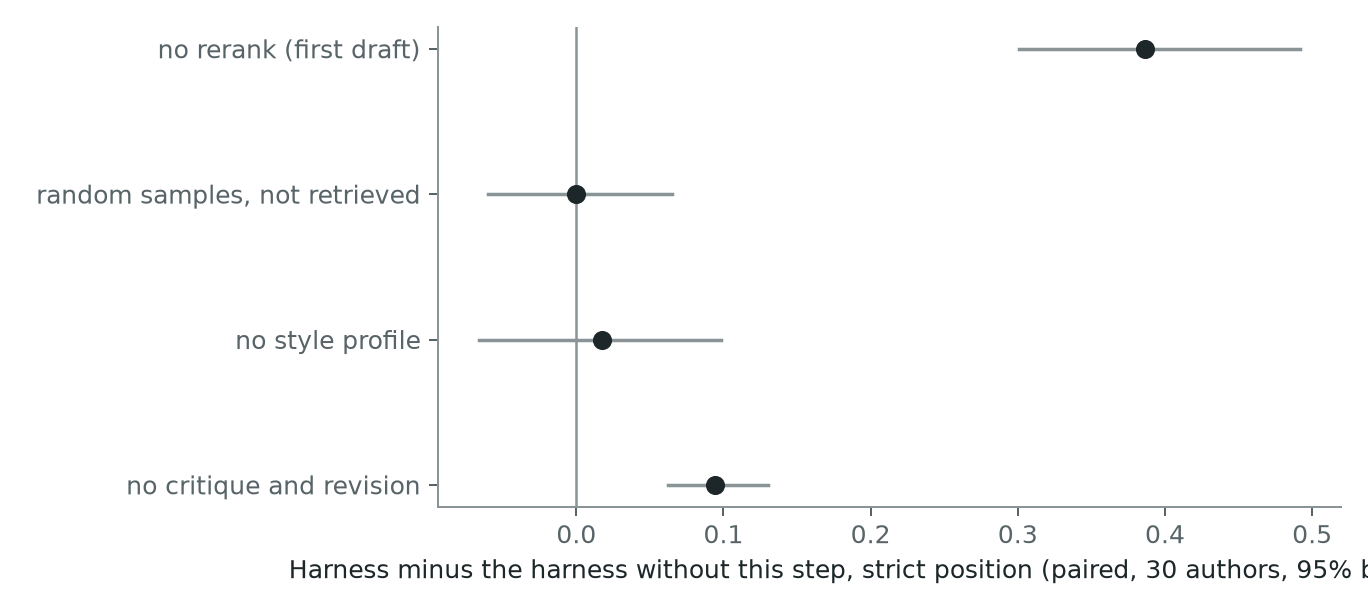 no rerank (first draft)
random samples, not retrieved
no style profile
no critique and revision
0.0 0.1 0.2 0.3 0.4 0.5
Harness minus the harness without this step, strict position (paired, 30 authors, 95%